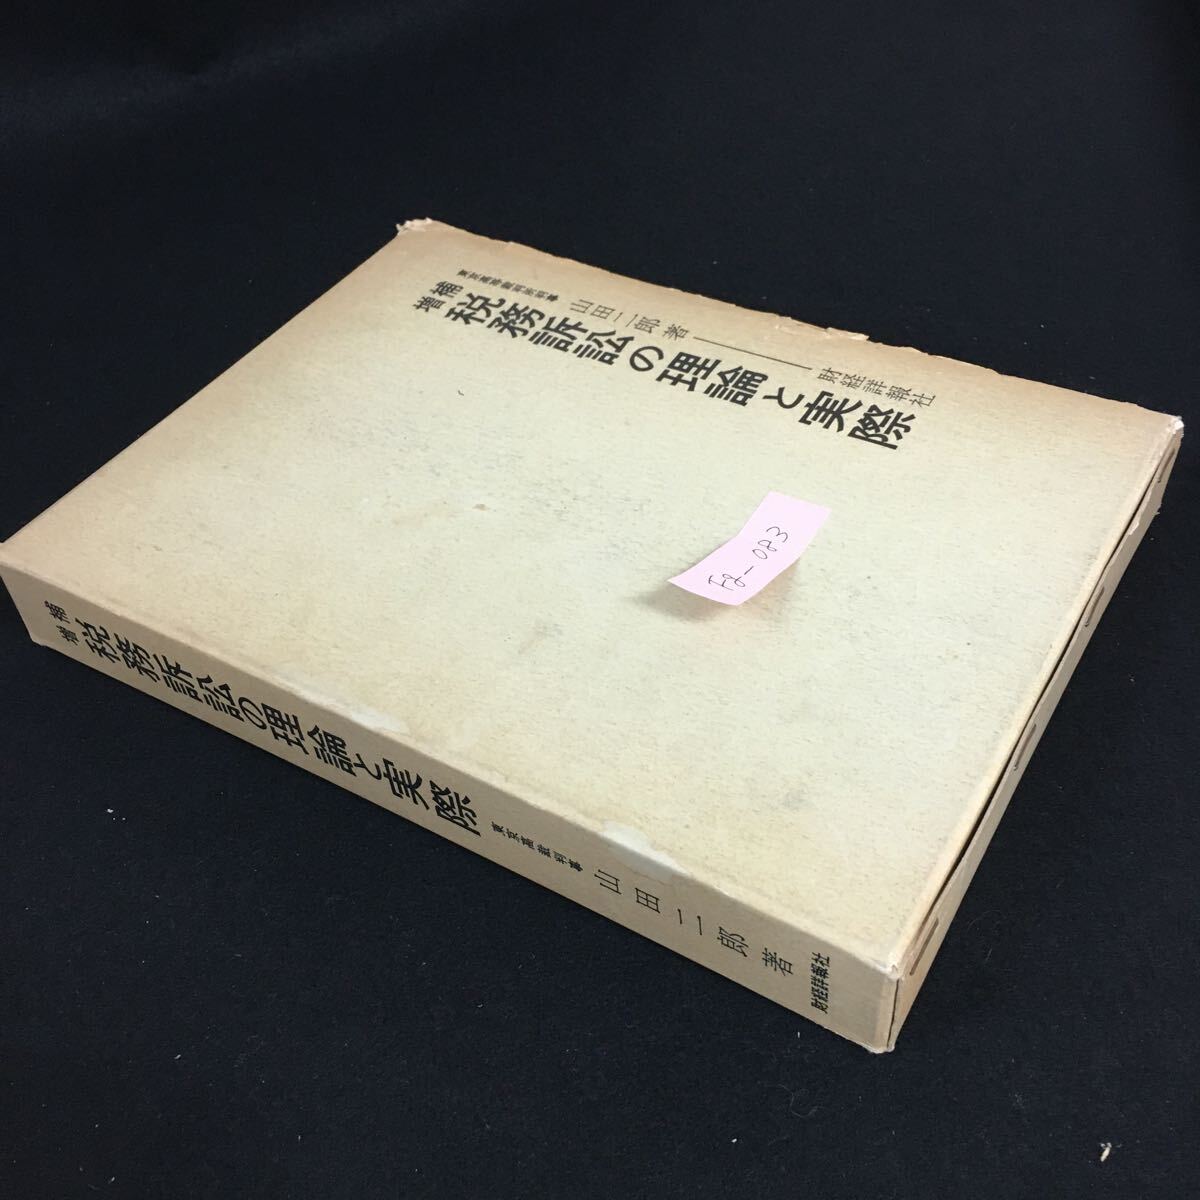 増補
税務訴訟の理論と実際
東京高等裁判所判事
山田二郎 著
財経詳報社
Fg-083
増補
税務訴訟の理論と実際
東京高裁判事
山田二郎 著
財経詳報社